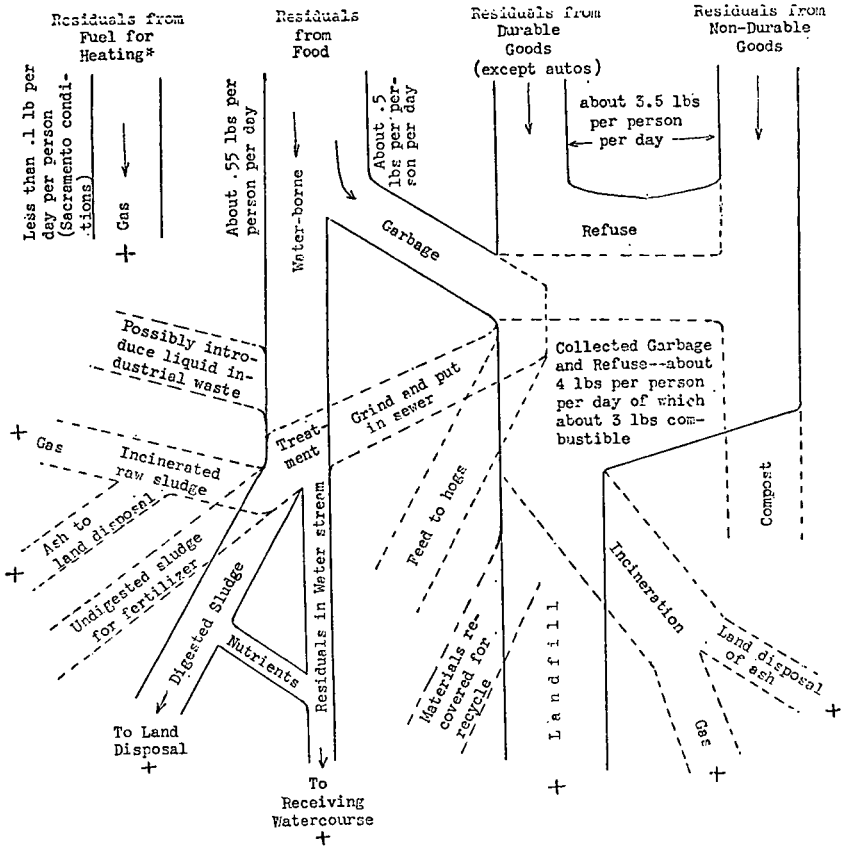 Residuals from
Fuel for
Heating*
Residuals
from
Food
Residuals from
Durable
Goods
(except autos)
Residuals from
Non-Durable
Goods
Less than .1 lb per
day per person
(Sacramento condi-
tions)
Gas
+
About .55 lbs per
person per day
Water-borne
About .5
lbs per per-
son per day
Garbage
about 3.5 lbs
per person
per day
Refuse
Possibly intro-
duce liquid in-
dustrial waste
Collected Garbage
and Refuse--about
4 lbs per person
per day of which
about 3 lbs com-
bustible
Grind and put
in sewer
Treat-
ment
+
Gas
Incinerated
raw sludge
Ash to
land disposal
+
Undigested sludge
for fertilizer
Digested Sludge
Nutrients
Residuals in Water stream
Feed to hogs
Materials re-
covered for
recycle
Landfill
+
Incineration
Compost
Land disposal
of ash
+
Gas
+
To Land
Disposal
+
To
Receiving
Watercourse
+